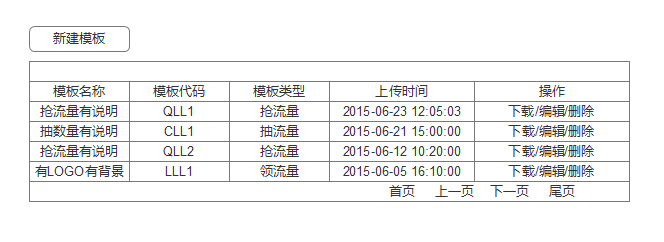 新建模板
模板名称 模板代码 模板类型 上传时间 操作
抢流量有说明 QLL1 抢流量 2015-06-23 12:05:03 下载/编辑/删除
抽数量有说明 CLL1 抽流量 2015-06-21 15:00:00 下载/编辑/删除
抢流量有说明 QLL2 抢流量 2015-06-12 10:20:00 下载/编辑/删除
有LOGO有背景 LLL1 领流量 2015-06-05 16:10:00 下载/编辑/删除
首页 上一页 下一页 尾页